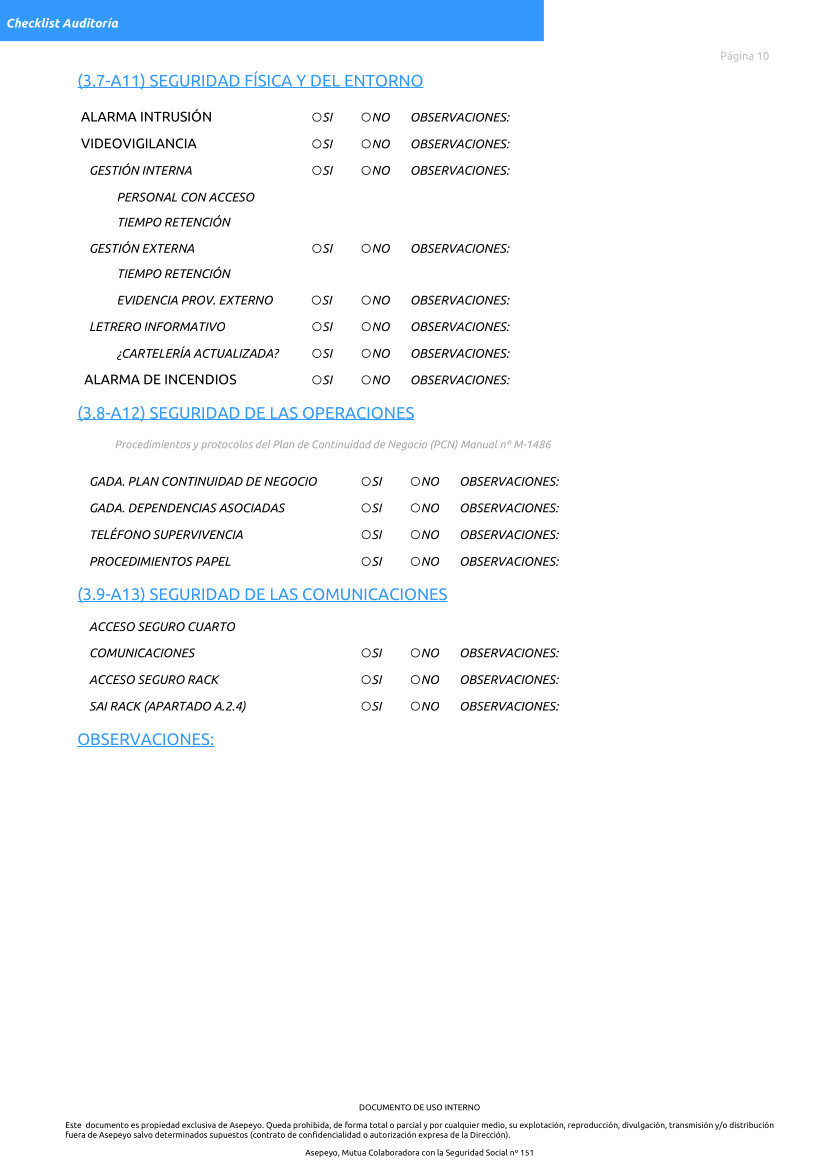 Checklist Auditoría
Página 10
(3.7-A11) SEGURIDAD FÍSICA Y DEL ENTORNO
ALARMA INTRUSIÓN ○SI ○NO OBSERVACIONES:
VIDEOVIGILANCIA ○SI ○NO OBSERVACIONES:
GESTIÓN INTERNA ○SI ○NO OBSERVACIONES:
PERSONAL CON ACCESO
TIEMPO RETENCIÓN
GESTIÓN EXTERNA ○SI ○NO OBSERVACIONES:
TIEMPO RETENCIÓN
EVIDENCIA PROV. EXTERNO ○SI ○NO OBSERVACIONES:
LETRERO INFORMATIVO ○SI ○NO OBSERVACIONES:
¿CARTELERÍA ACTUALIZADA? ○SI ○NO OBSERVACIONES:
ALARMA DE INCENDIOS ○SI ○NO OBSERVACIONES:
(3.8-A12) SEGURIDAD DE LAS OPERACIONES
Procedimientos y protocolos del Plan de Continuidad de Negocio (PCN) Manual nº M-1486
GADA. PLAN CONTINUIDAD DE NEGOCIO ○SI ○NO OBSERVACIONES:
GADA. DEPENDENCIAS ASOCIADAS ○SI ○NO OBSERVACIONES:
TELÉFONO SUPERVIVENCIA ○SI ○NO OBSERVACIONES:
PROCEDIMIENTOS PAPEL ○SI ○NO OBSERVACIONES:
(3.9-A13) SEGURIDAD DE LAS COMUNICACIONES
ACCESO SEGURO CUARTO
COMUNICACIONES ○SI ○NO OBSERVACIONES:
ACCESO SEGURO RACK ○SI ○NO OBSERVACIONES:
SAI RACK (APARTADO A.2.4) ○SI ○NO OBSERVACIONES:
OBSERVACIONES:
DOCUMENTO DE USO INTERNO
Este documento es propiedad exclusiva de Asepeyo. Queda prohibida, de forma total o parcial y por cualquier medio, su explotación, reproducción, divulgación, transmisión y/o distribución
fuera de Asepeyo salvo determinados supuestos (contrato de confidencialidad o autorización expresa de la Dirección).
Asepeyo, Mutua Colaboradora con la Seguridad Social nº 151